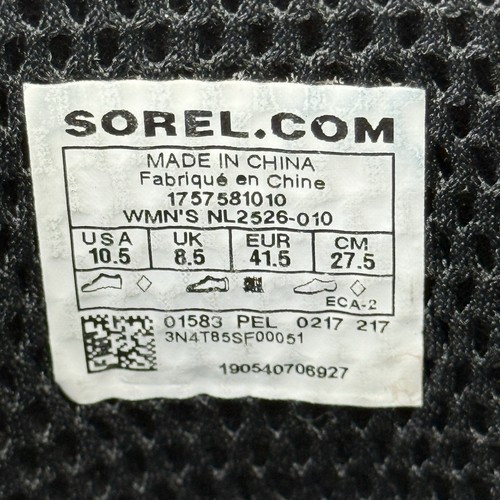 SOREL.COM
MADE IN CHINA
Fabriqué en Chine
1757581010
WMN'S NL2526-010
USA UK EUR CM
10.5 8.5 41.5 27.5
ECA-2
01583 PEL 0217 217
3N4T85SF00051
190540706927